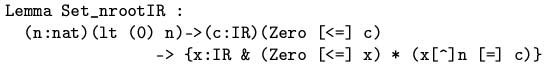 Lemma Set_nrootIR :
(n:nat)(lt (0) n)->(c:IR)(Zero [<=] c)
-> {x:IR & (Zero [<=] x) * (x[^]n [=] c)}